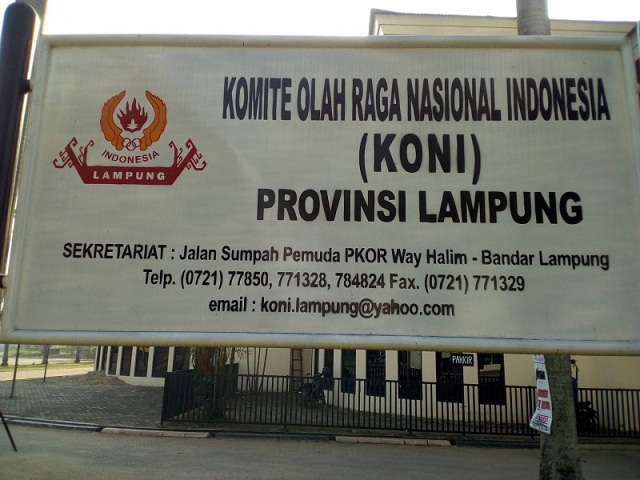 KOMITE OLAH RAGA NASIONAL INDONESIA
(KONI)
PROVINSI LAMPUNG
INDONESIA
LAMPUNG
SEKRETARIAT : Jalan Sumpah Pemuda PKOR Way Halim - Bandar Lampung
Telp. (0721) 77850, 771328, 784824 Fax. (0721) 771329
email : koni.lampung@yahoo.com
PARKIR